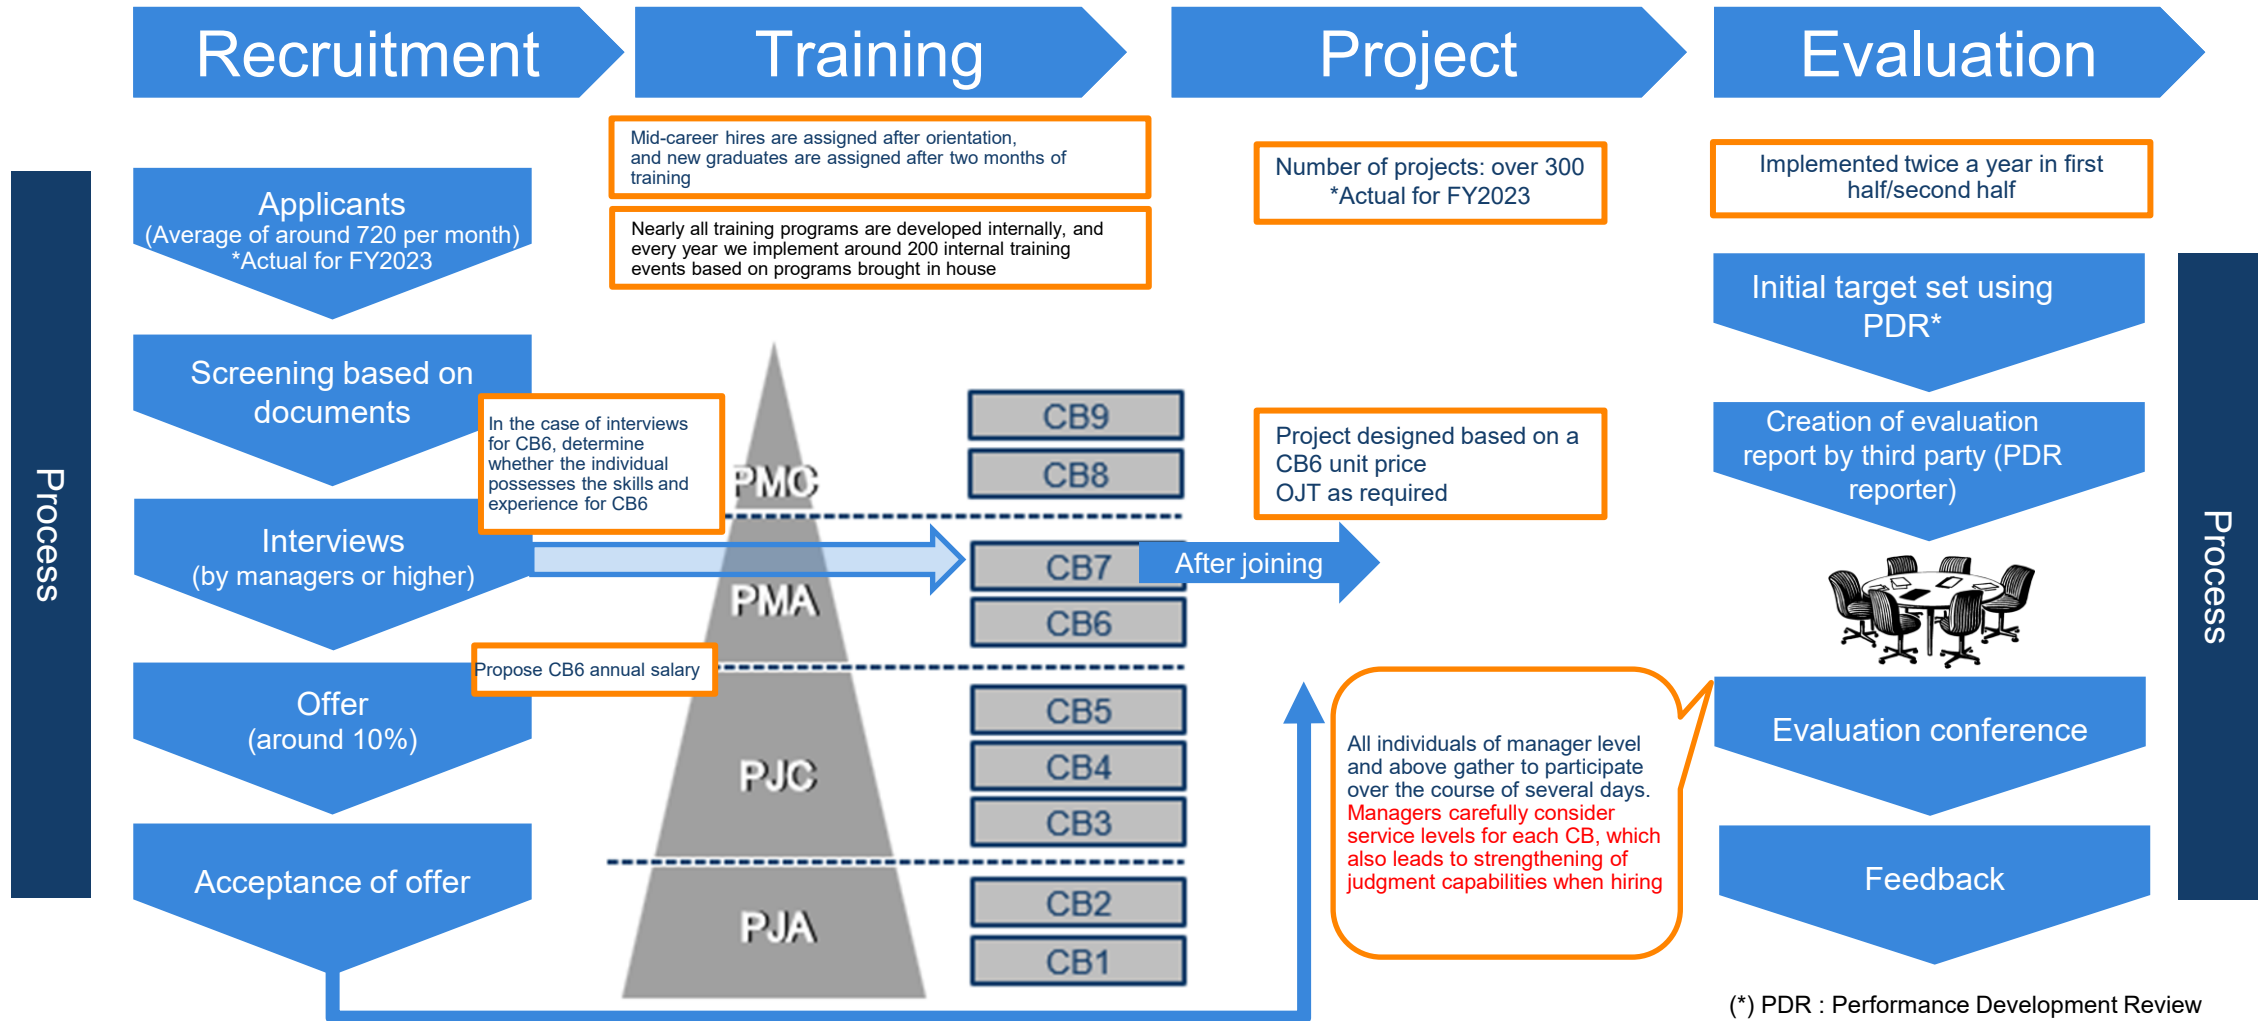 Recruitment
Training
Project
Evaluation
Process
Applicants
(Average of around 720 per month)
*Actual for FY2023
Screening based on
documents
Interviews
(by managers or higher)
Offer
(around 10%)
Acceptance of offer
In the case of interviews
for CB6, determine
whether the individual
possesses the skills and
experience for CB6
Propose CB6 annual salary
Mid-career hires are assigned after orientation,
and new graduates are assigned after two months of
training
Nearly all training programs are developed internally, and
every year we implement around 200 internal training
events based on programs brought in house
PMC
PMA
PJC
PJA
CB9
CB8
CB7
CB6
CB5
CB4
CB3
CB2
CB1
After joining
Number of projects: over 300
*Actual for FY2023
Project designed based on a
CB6 unit price
OJT as required
All individuals of manager level
and above gather to participate
over the course of several days.
Managers carefully consider
service levels for each CB, which
also leads to strengthening of
judgment capabilities when hiring
Implemented twice a year in first
half/second half
Initial target set using
PDR*
Creation of evaluation
report by third party (PDR
reporter)
Evaluation conference
Feedback
Process
(*) PDR : Performance Development Review